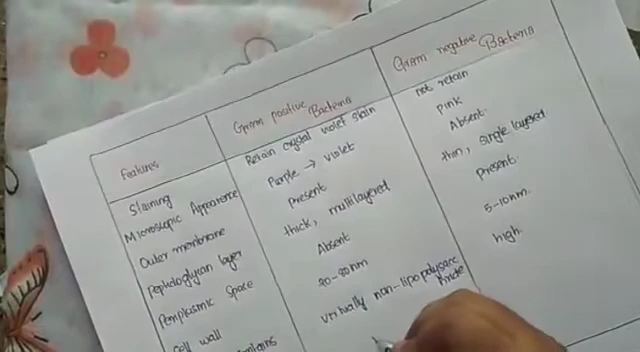 Features Gram positive Bacteria Gram negative Bacteria
Staining Retain crystal violet stain not retain
Microscopic Appearence Purple → violet Pink
Outer membrane Present Absent.
Peptidoglycan layer thick, multilayered thin, single layered
Periplasmic Space Absent Present.
Cell wall 20-80nm 5-10nm.
virtually non-lipopolysacc high.